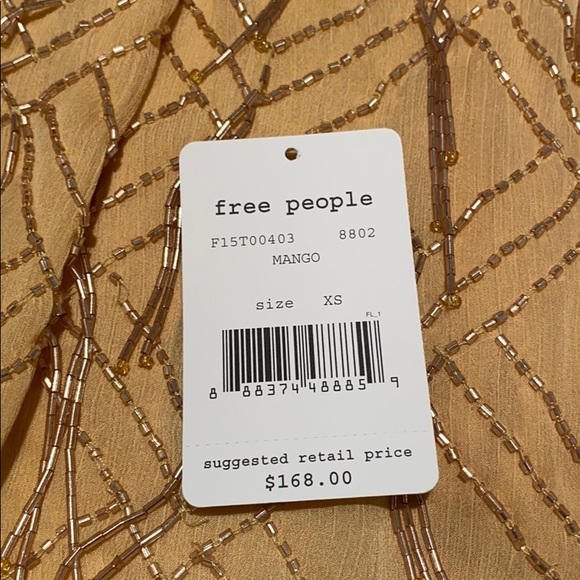 free people
F15T00403 8802
MANGO
size XS
FL_1
8 88374 48885 9
suggested retail price
$168.00